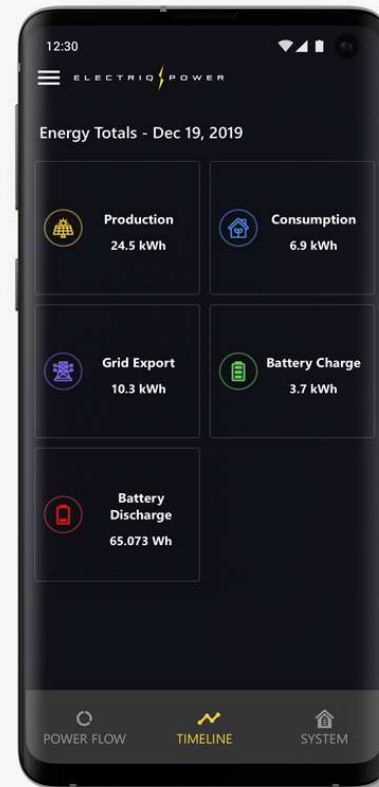 12:30
ELECTRIQ POWER
Energy Totals - Dec 19, 2019
Production
24.5 kWh
Consumption
6.9 kWh
Grid Export
10.3 kWh
Battery Charge
3.7 kWh
Battery
Discharge
65.073 Wh
POWER FLOW
TIMELINE
SYSTEM